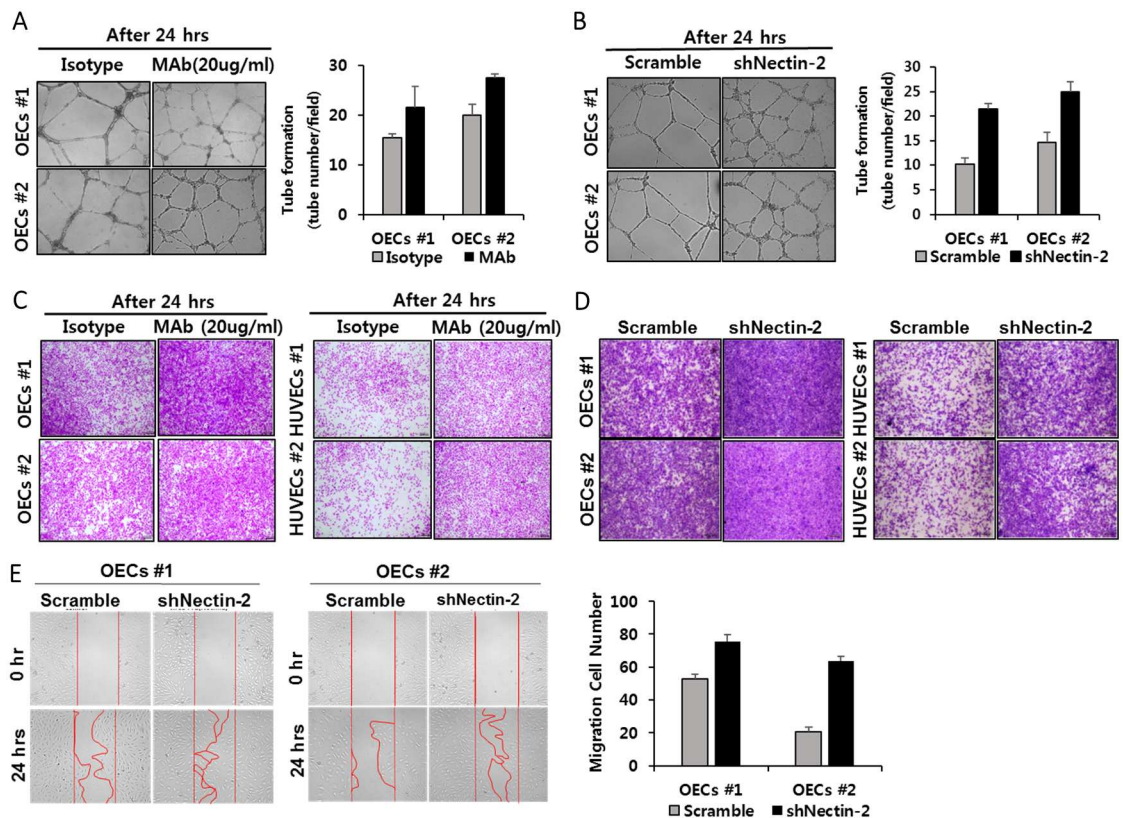 A
After 24 hrs
Isotype MAb(20ug/ml)
OECs #1
OECs #2
Tube formation
(tube number/field)
30
20
10
0
OECs #1 OECs #2
Isotype MAb
B
After 24 hrs
Scramble shNectin-2
OECs #1
OECs #2
Tube formation
(tube number/field)
30
25
20
15
10
5
0
OECs #1 OECs #2
Scramble shNectin-2
C
After 24 hrs
Isotype MAb (20ug/ml)
OECs #1
OECs #2
After 24 hrs
Isotype MAb (20ug/ml)
HUVECs #1
HUVECs #2
D
Scramble shNectin-2
OECs #1
OECs #2
Scramble shNectin-2
HUVECs #1
HUVECs #2
E
OECs #1
Scramble shNectin-2
0 hr
24 hrs
OECs #2
Scramble shNectin-2
0 hr
24 hrs
Migration Cell Number
100
80
60
40
20
0
OECs #1 OECs #2
Scramble shNectin-2